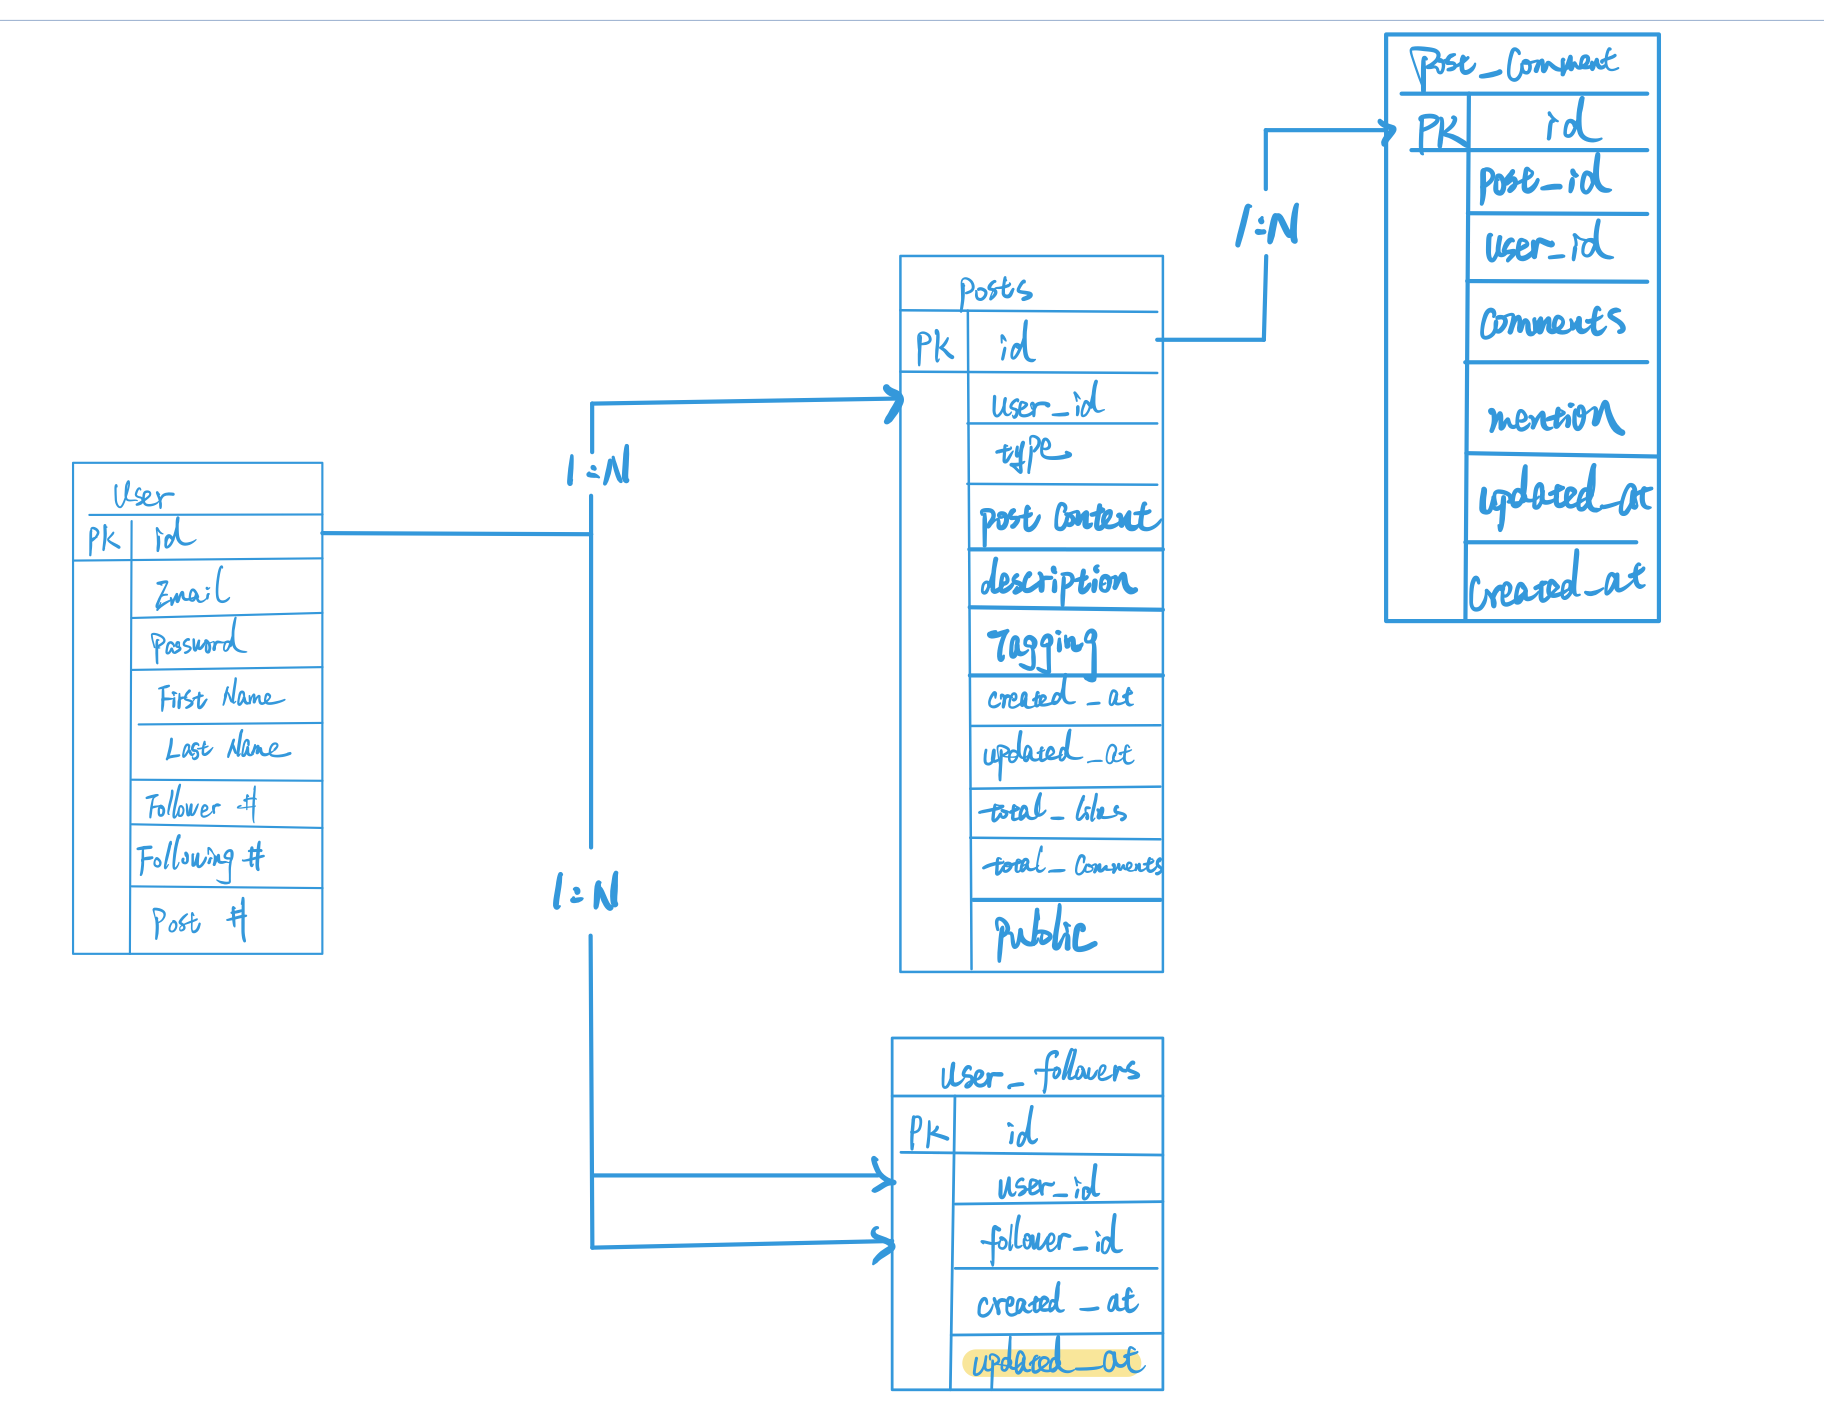 User
PK id
Email
Password
First Name
Last Name
Follower #
Following #
Post #
1:N
1:N
posts
PK id
user_id
type
post Content
description
Tagging
created_at
updated_at
total_likes
total_Comments
public
user_followers
PK id
user_id
follower_id
created_at
updated_at
1:N
Post_Comment
PK id
post_id
user_id
Comments
mention
updated_at
Created_at